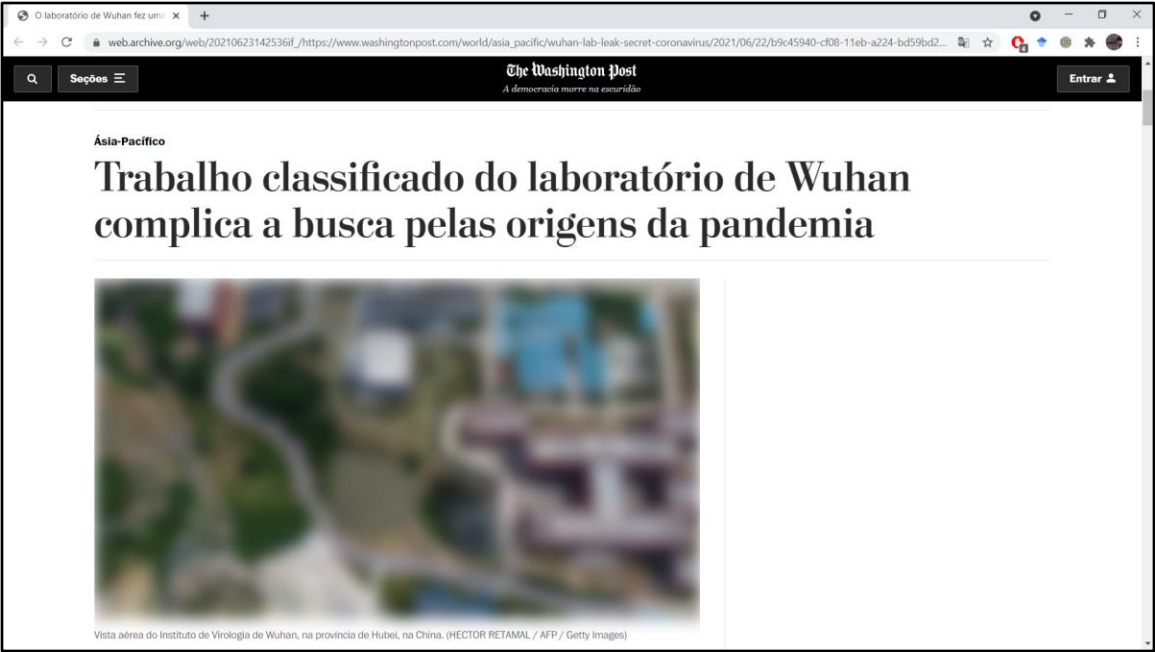 O laboratório de Wuhan fez uma
web.archive.org/web/20210623142536if_/https://www.washingtonpost.com/world/asia_pacific/wuhan-lab-leak-secret-coronavirus/2021/06/22/b9c45940-cf08-11eb-a224-bd59bd2...
Seções
The Washington Post
A democracia morre na escuridão
Entrar
Ásia-Pacífico
Trabalho classificado do laboratório de Wuhan
complica a busca pelas origens da pandemia
Vista aérea do Instituto de Virologia de Wuhan, na província de Hubei, na China. (HECTOR RETAMAL / AFP / Getty Images)